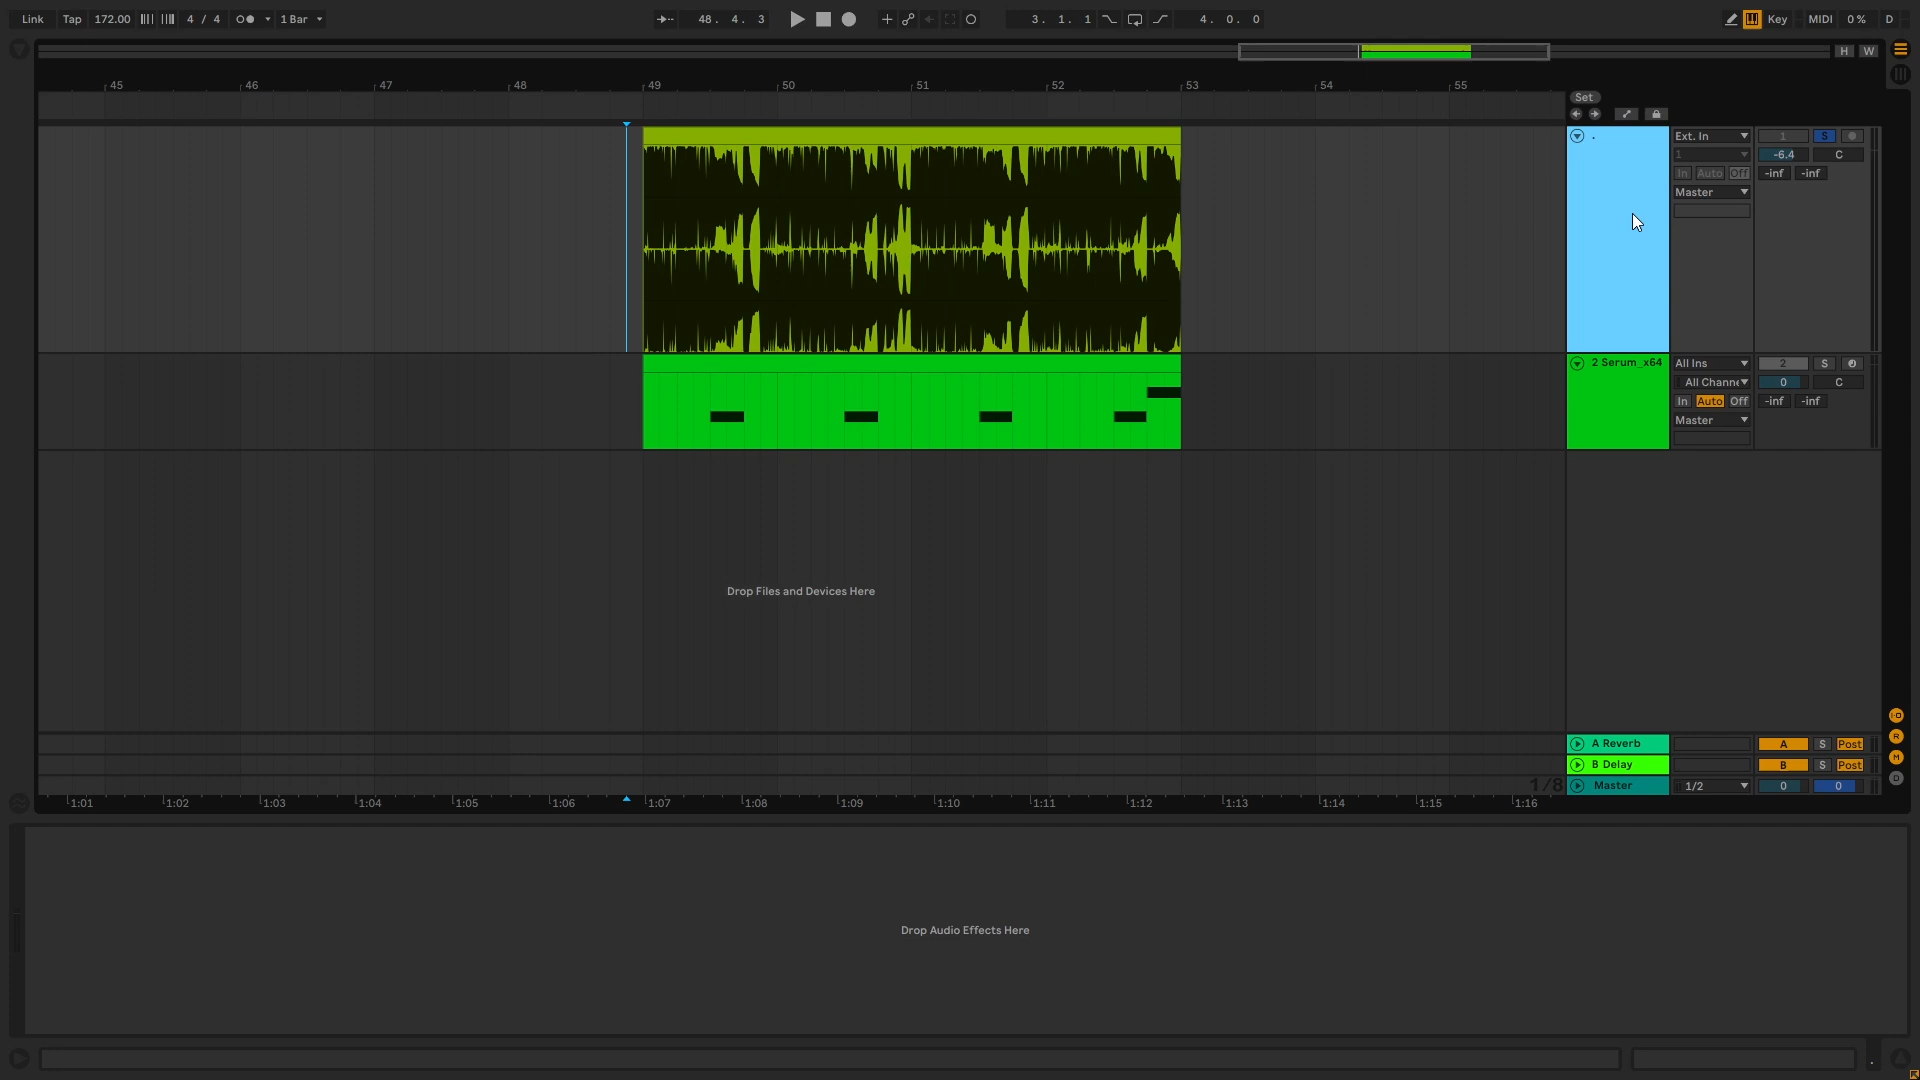 Link Tap 172.00 4 / 4 1 Bar 48. 4. 3 3. 1. 1 4. 0. 0 Key MIDI 0 % D
H W
45 46 47 48 49 50 51 52 53 54 55
Set
. Ext. In 1 S
1 -6.4 C
In Auto Off -inf -inf
Master
2 Serum_x64 All Ins 2 S
All Channe 0 C
In Auto Off -inf -inf
Master
Drop Files and Devices Here
I·O
R
M
D
A Reverb A S Post
B Delay B S Post
1/8 Master 1/2 0 0
1:01 1:02 1:03 1:04 1:05 1:06 1:07 1:08 1:09 1:10 1:11 1:12 1:13 1:14 1:15 1:16
Drop Audio Effects Here